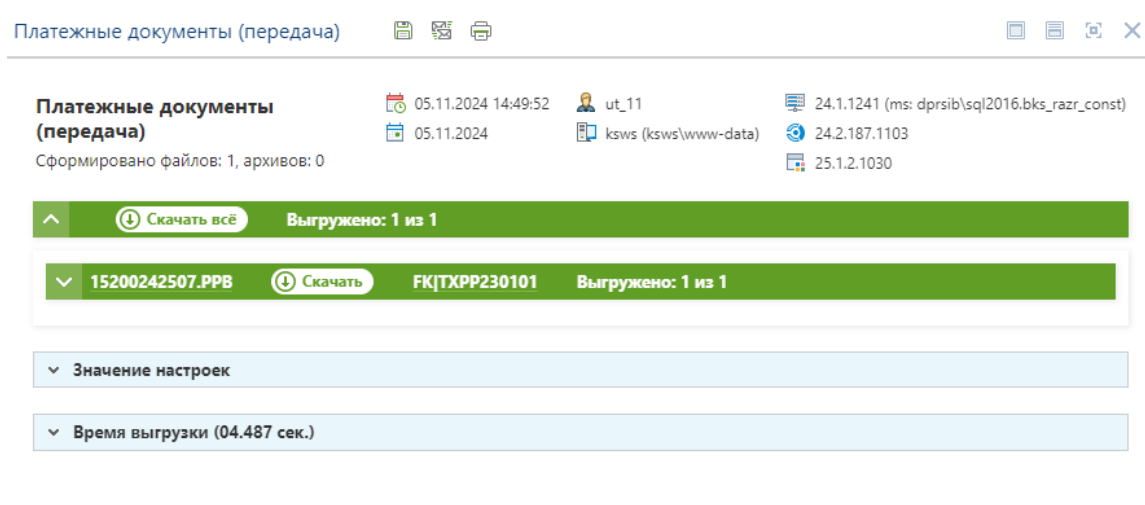 Платежные документы (передача)
Платежные документы
(передача)
Сформировано файлов: 1, архивов: 0
05.11.2024 14:49:52
05.11.2024
ut_11
ksws (ksws\www-data)
24.1.1241 (ms: dprsib\sql2016.bks_razr_const)
24.2.187.1103
25.1.2.1030
Скачать всё Выгружено: 1 из 1
15200242507.PPB Скачать FK|TXPP230101 Выгружено: 1 из 1
Значение настроек
Время выгрузки (04.487 сек.)